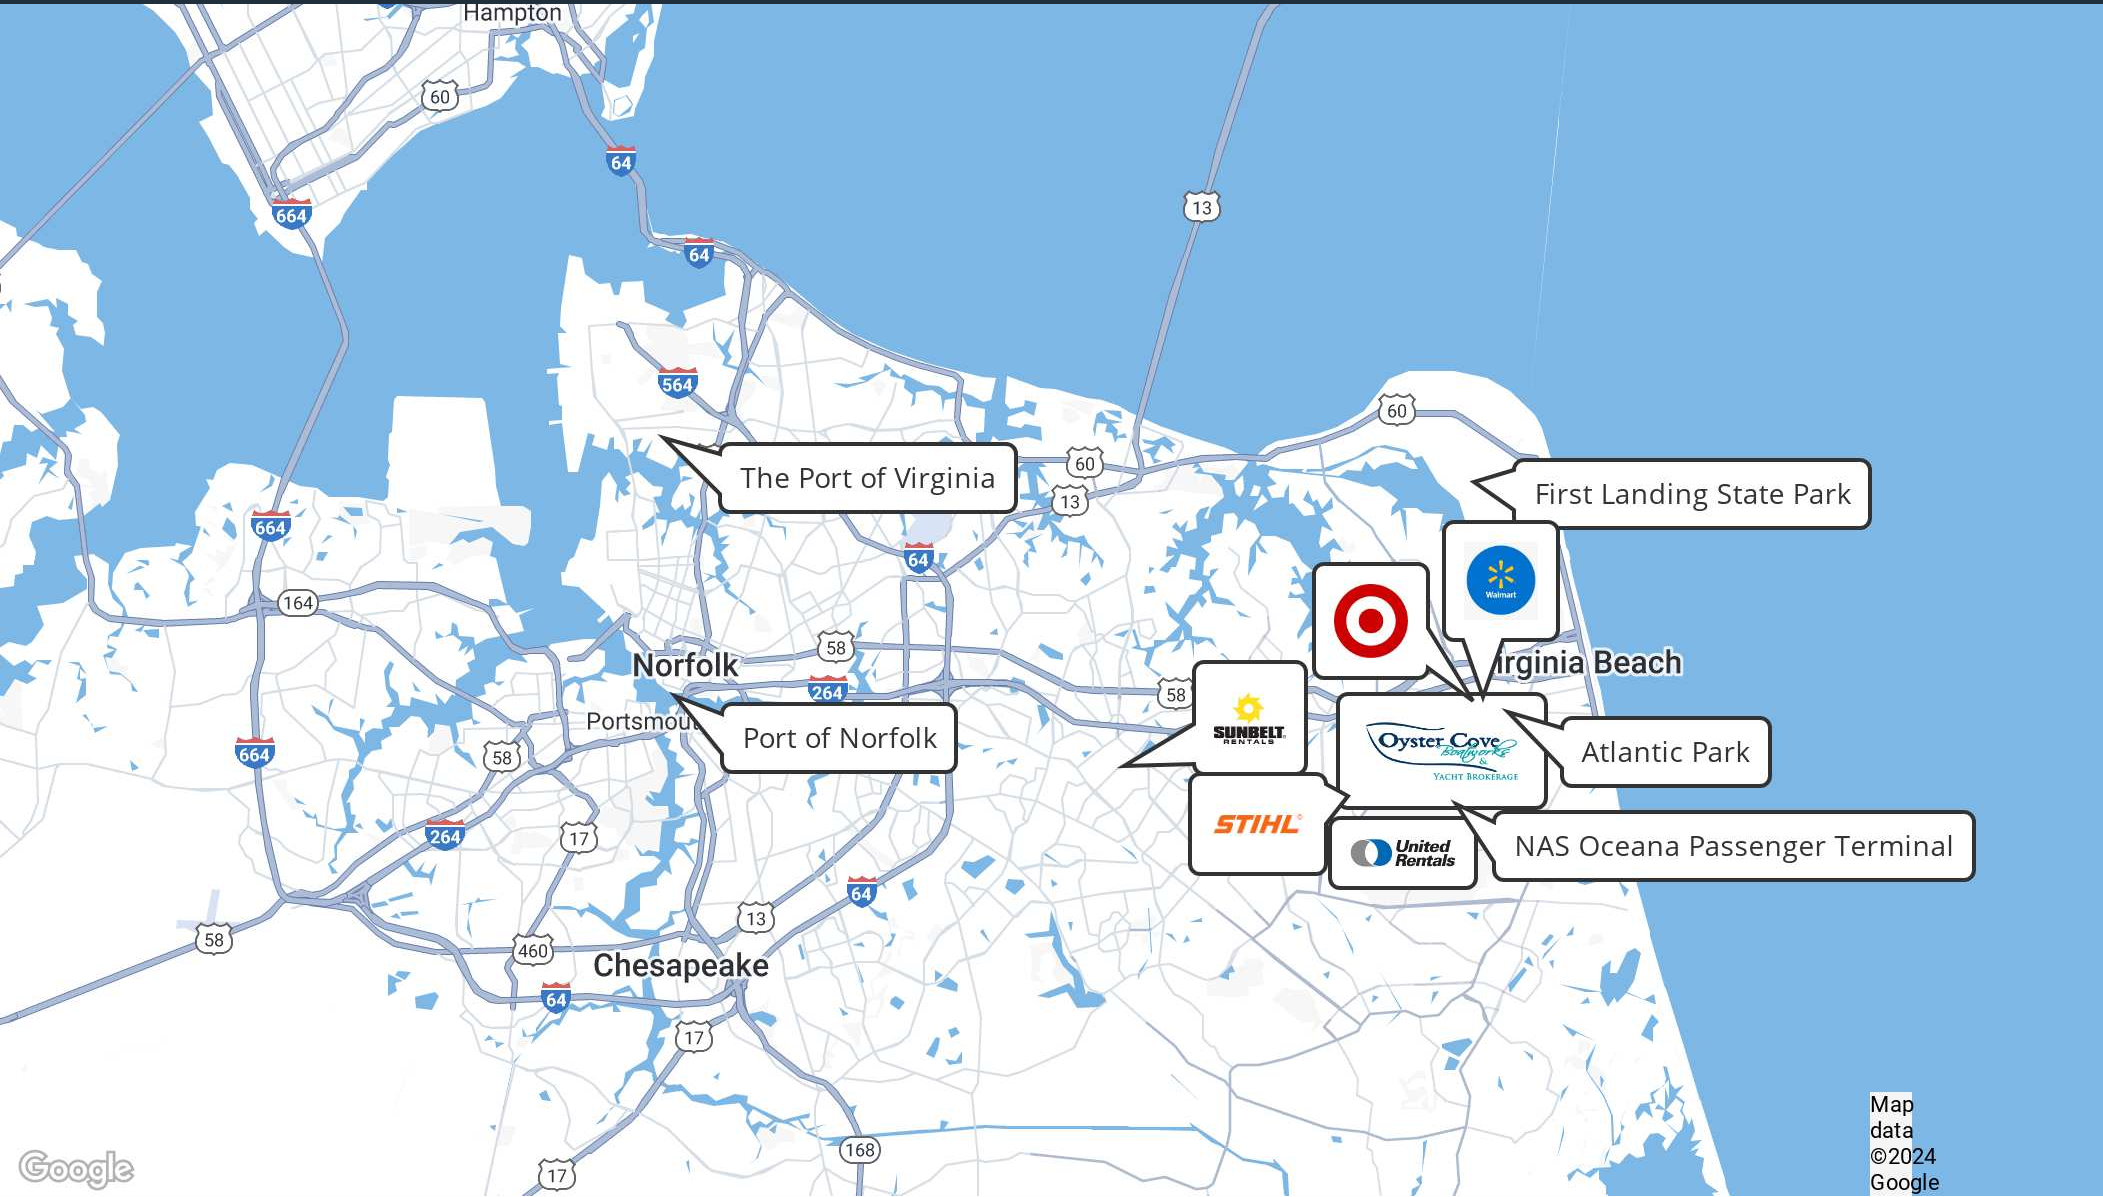 Hampton
60
64
664
13
64
564
60
The Port of Virginia
60
First Landing State Park
13
664
64
Walmart
164
58
Norfolk
irginia Beach
264
58
Portsmout
SUNBELT
RENTALS
Port of Norfolk
Oyster Cove
Boatworks
&
YACHT BROKERAGE
Atlantic Park
664
58
264
17
STIHL®
United
Rentals
NAS Oceana Passenger Terminal
64
13
58
460
Chesapeake
64
17
168
17
Google
Map
data
©2024
Google